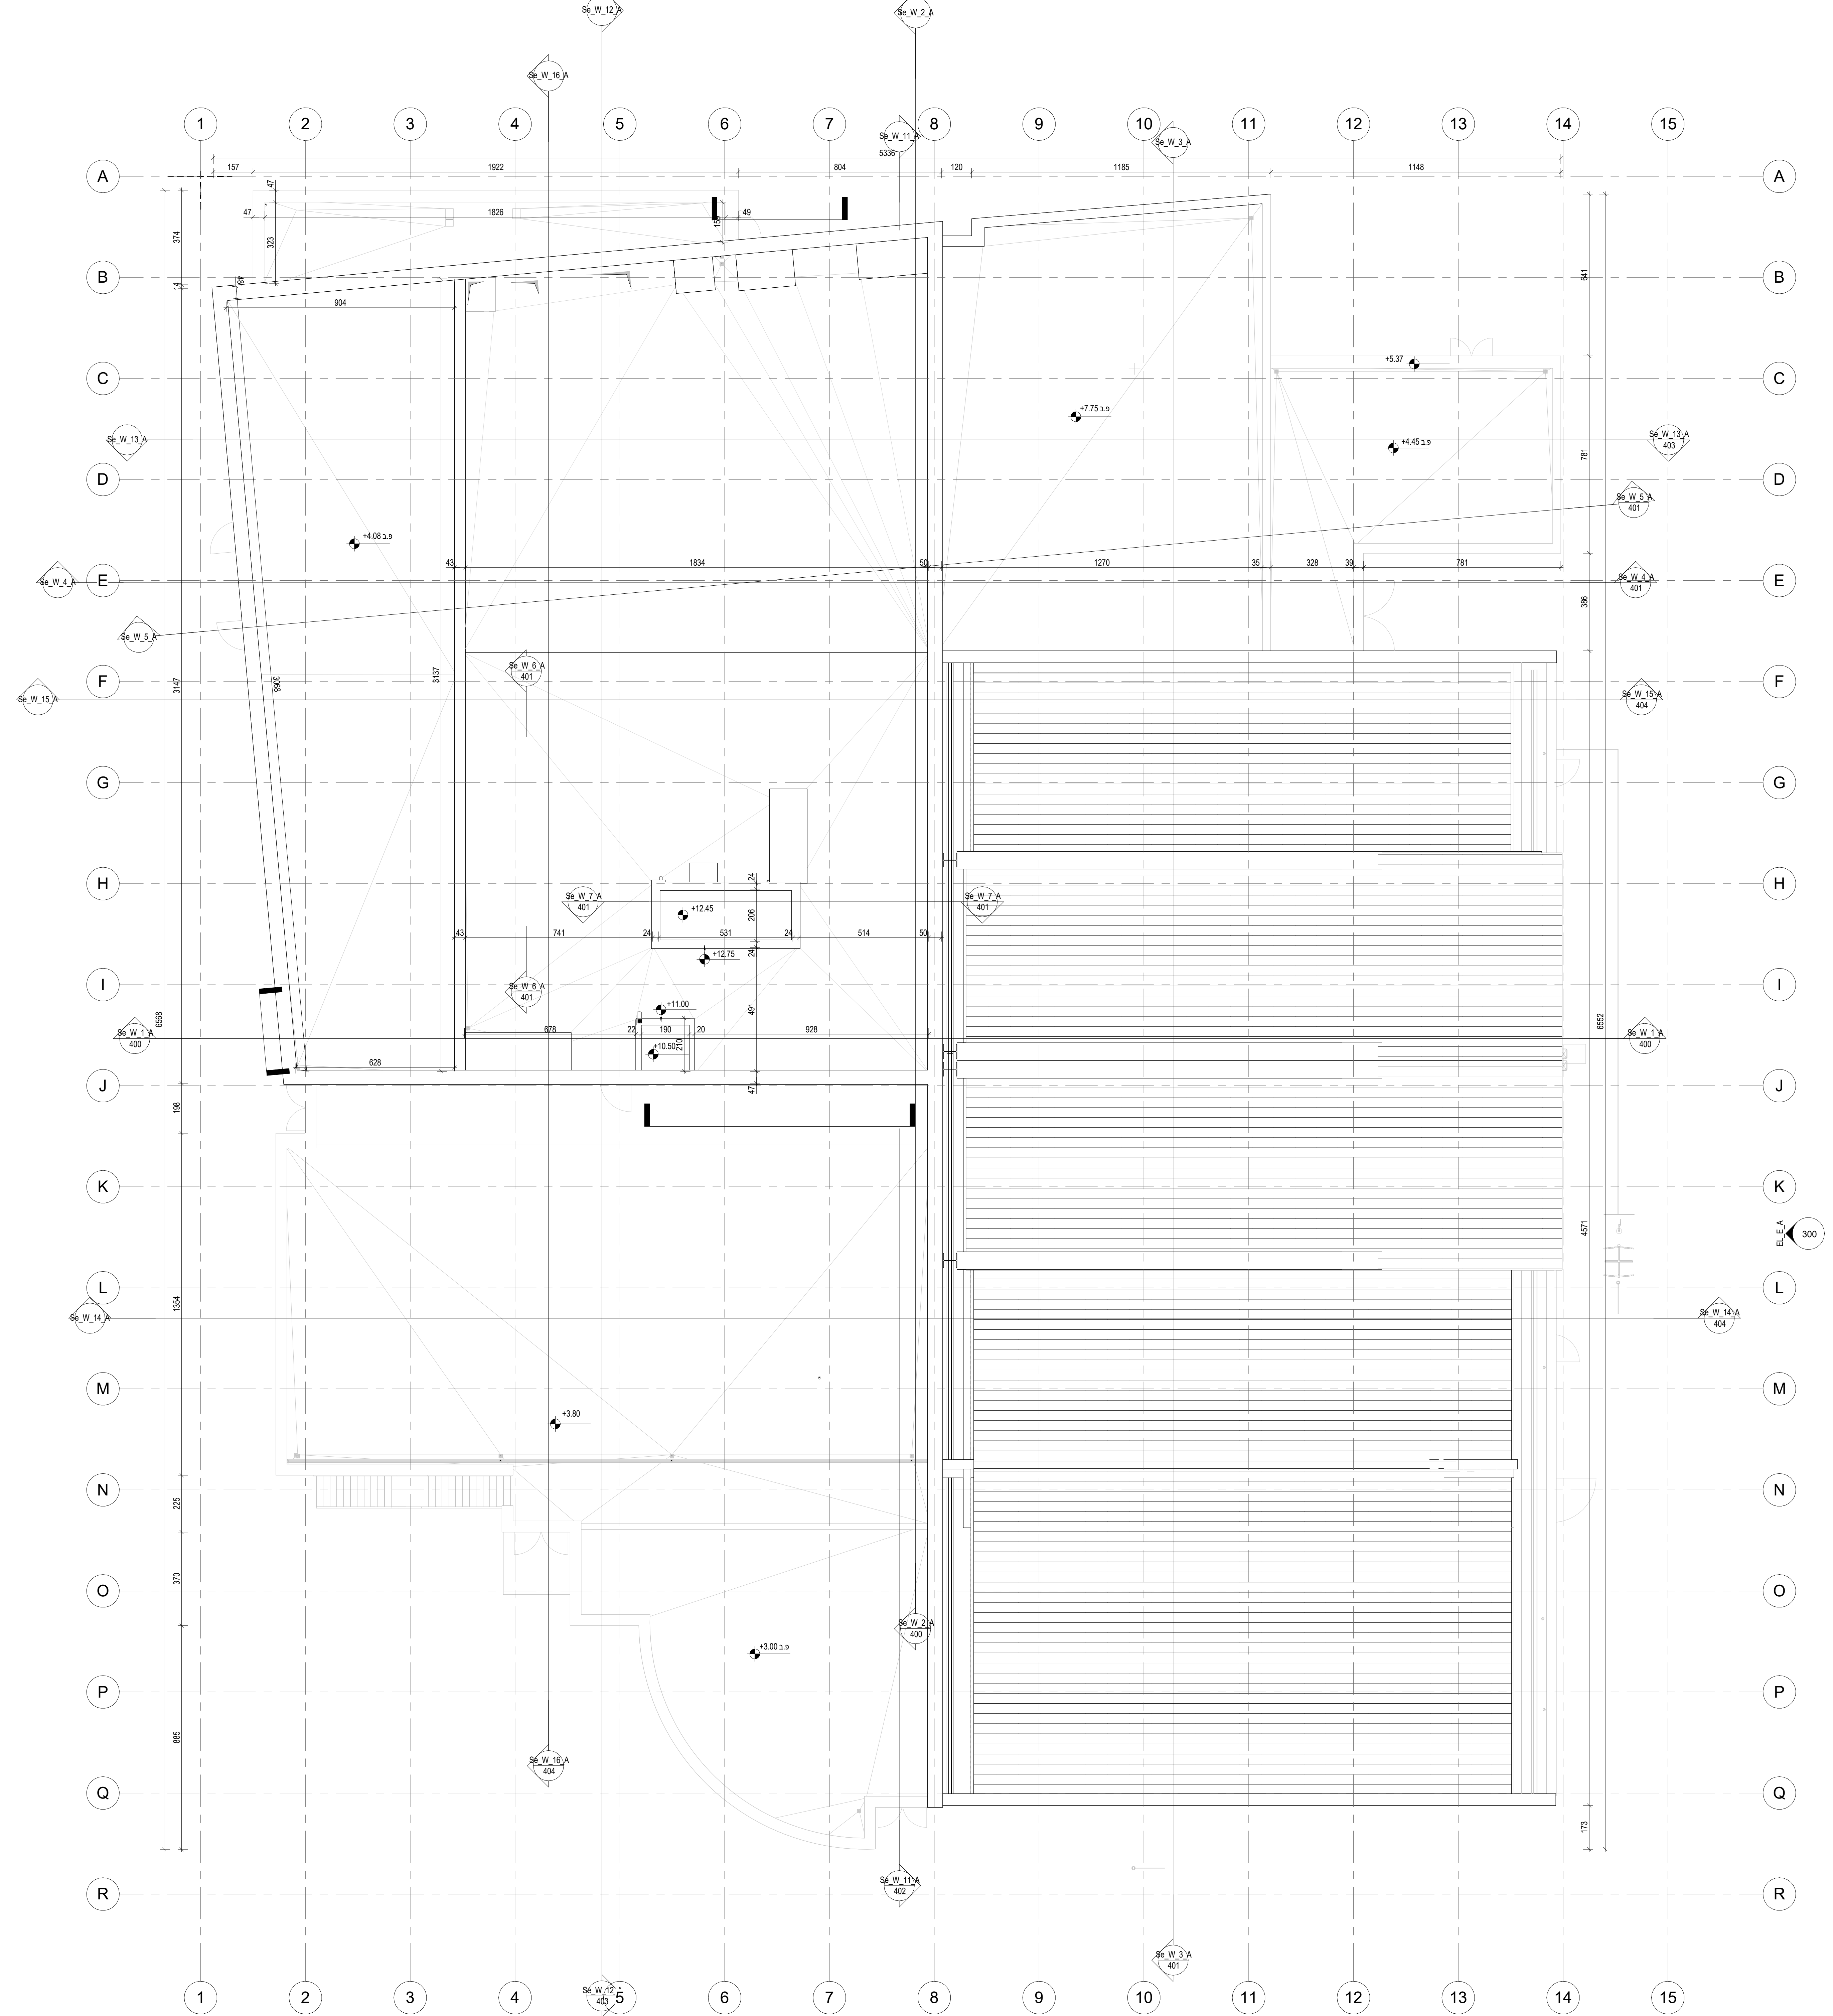 Se_W_12_A
Se_W_2_A
Se_W_16_A
1 2 3 4 5 6 7 8 9 10 11 12 13 14 15
Se_W_11_A
Se_W_3_A
5336
157 1922 804 120 1185 1148
A A
47
47 1826 49
374
323
641
B B
14
48
904
C C
+5.37
+7.75 פ.ב
Se_W_13_A
Se_W_13_A
403
+4.45 פ.ב
781
D D
Se_W_5_A
401
+4.08 פ.ב
43 1834 50 1270 35 328 39 781
Se_W_4_A
E E
Se_W_4_A
401
386
Se_W_5_A
Se_W_6_A
401
3147
3068
3137
F F
Se_W_15_A
Se_W_15_A
404
G G
H H
24
Se_W_7_A
401
Se_W_7_A
401
+12.45
206
43 741 24 531 24 514 50
+12.75
24
I I
Se_W_6_A
401
+11.00
491
6568
6552
Se_W_1_A
400
Se_W_1_A
400
678 22 190 20 928
+10.50
210
628
J J
47
198
K K
4571
EL_E_A
300
L L
1354
Se_W_14_A
Se_W_14_A
404
M M
+3.80
N N
225
370
O O
Se_W_2_A
400
+3.00 פ.ב
P P
885
Se_W_16_A
404
Q Q
173
Se_W_11_A
402
R R
Se_W_3_A
401
1 2 3 4 5 6 7 8 9 10 11 12 13 14 15
Se_W_12
403